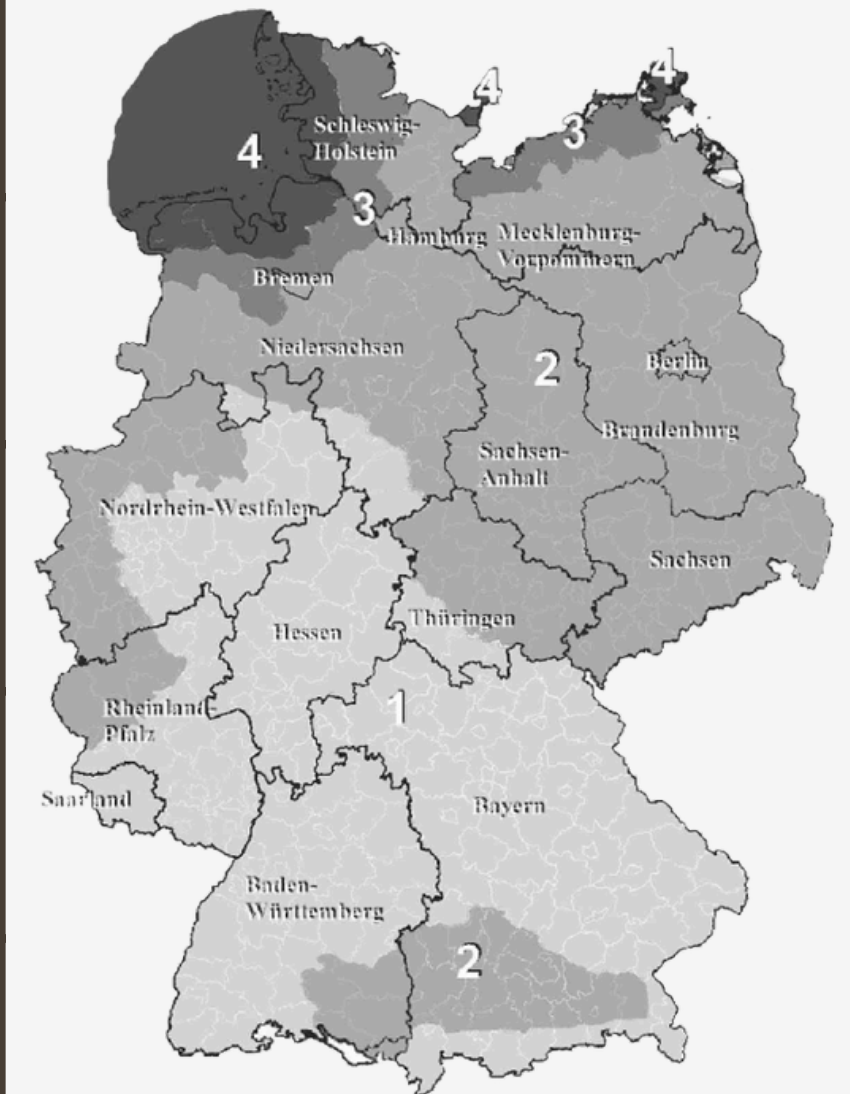 4
4
4
3
Schleswig-
Holstein
3
Hamburg
Mecklenburg-
Vorpommern
Bremen
Niedersachsen
2
Berlin
Brandenburg
Sachsen-
Anhalt
Nordrhein-Westfalen
Sachsen
Thüringen
Hessen
Rheinland-
Pfalz
1
Saarland
Bayern
Baden-
Württemberg
2